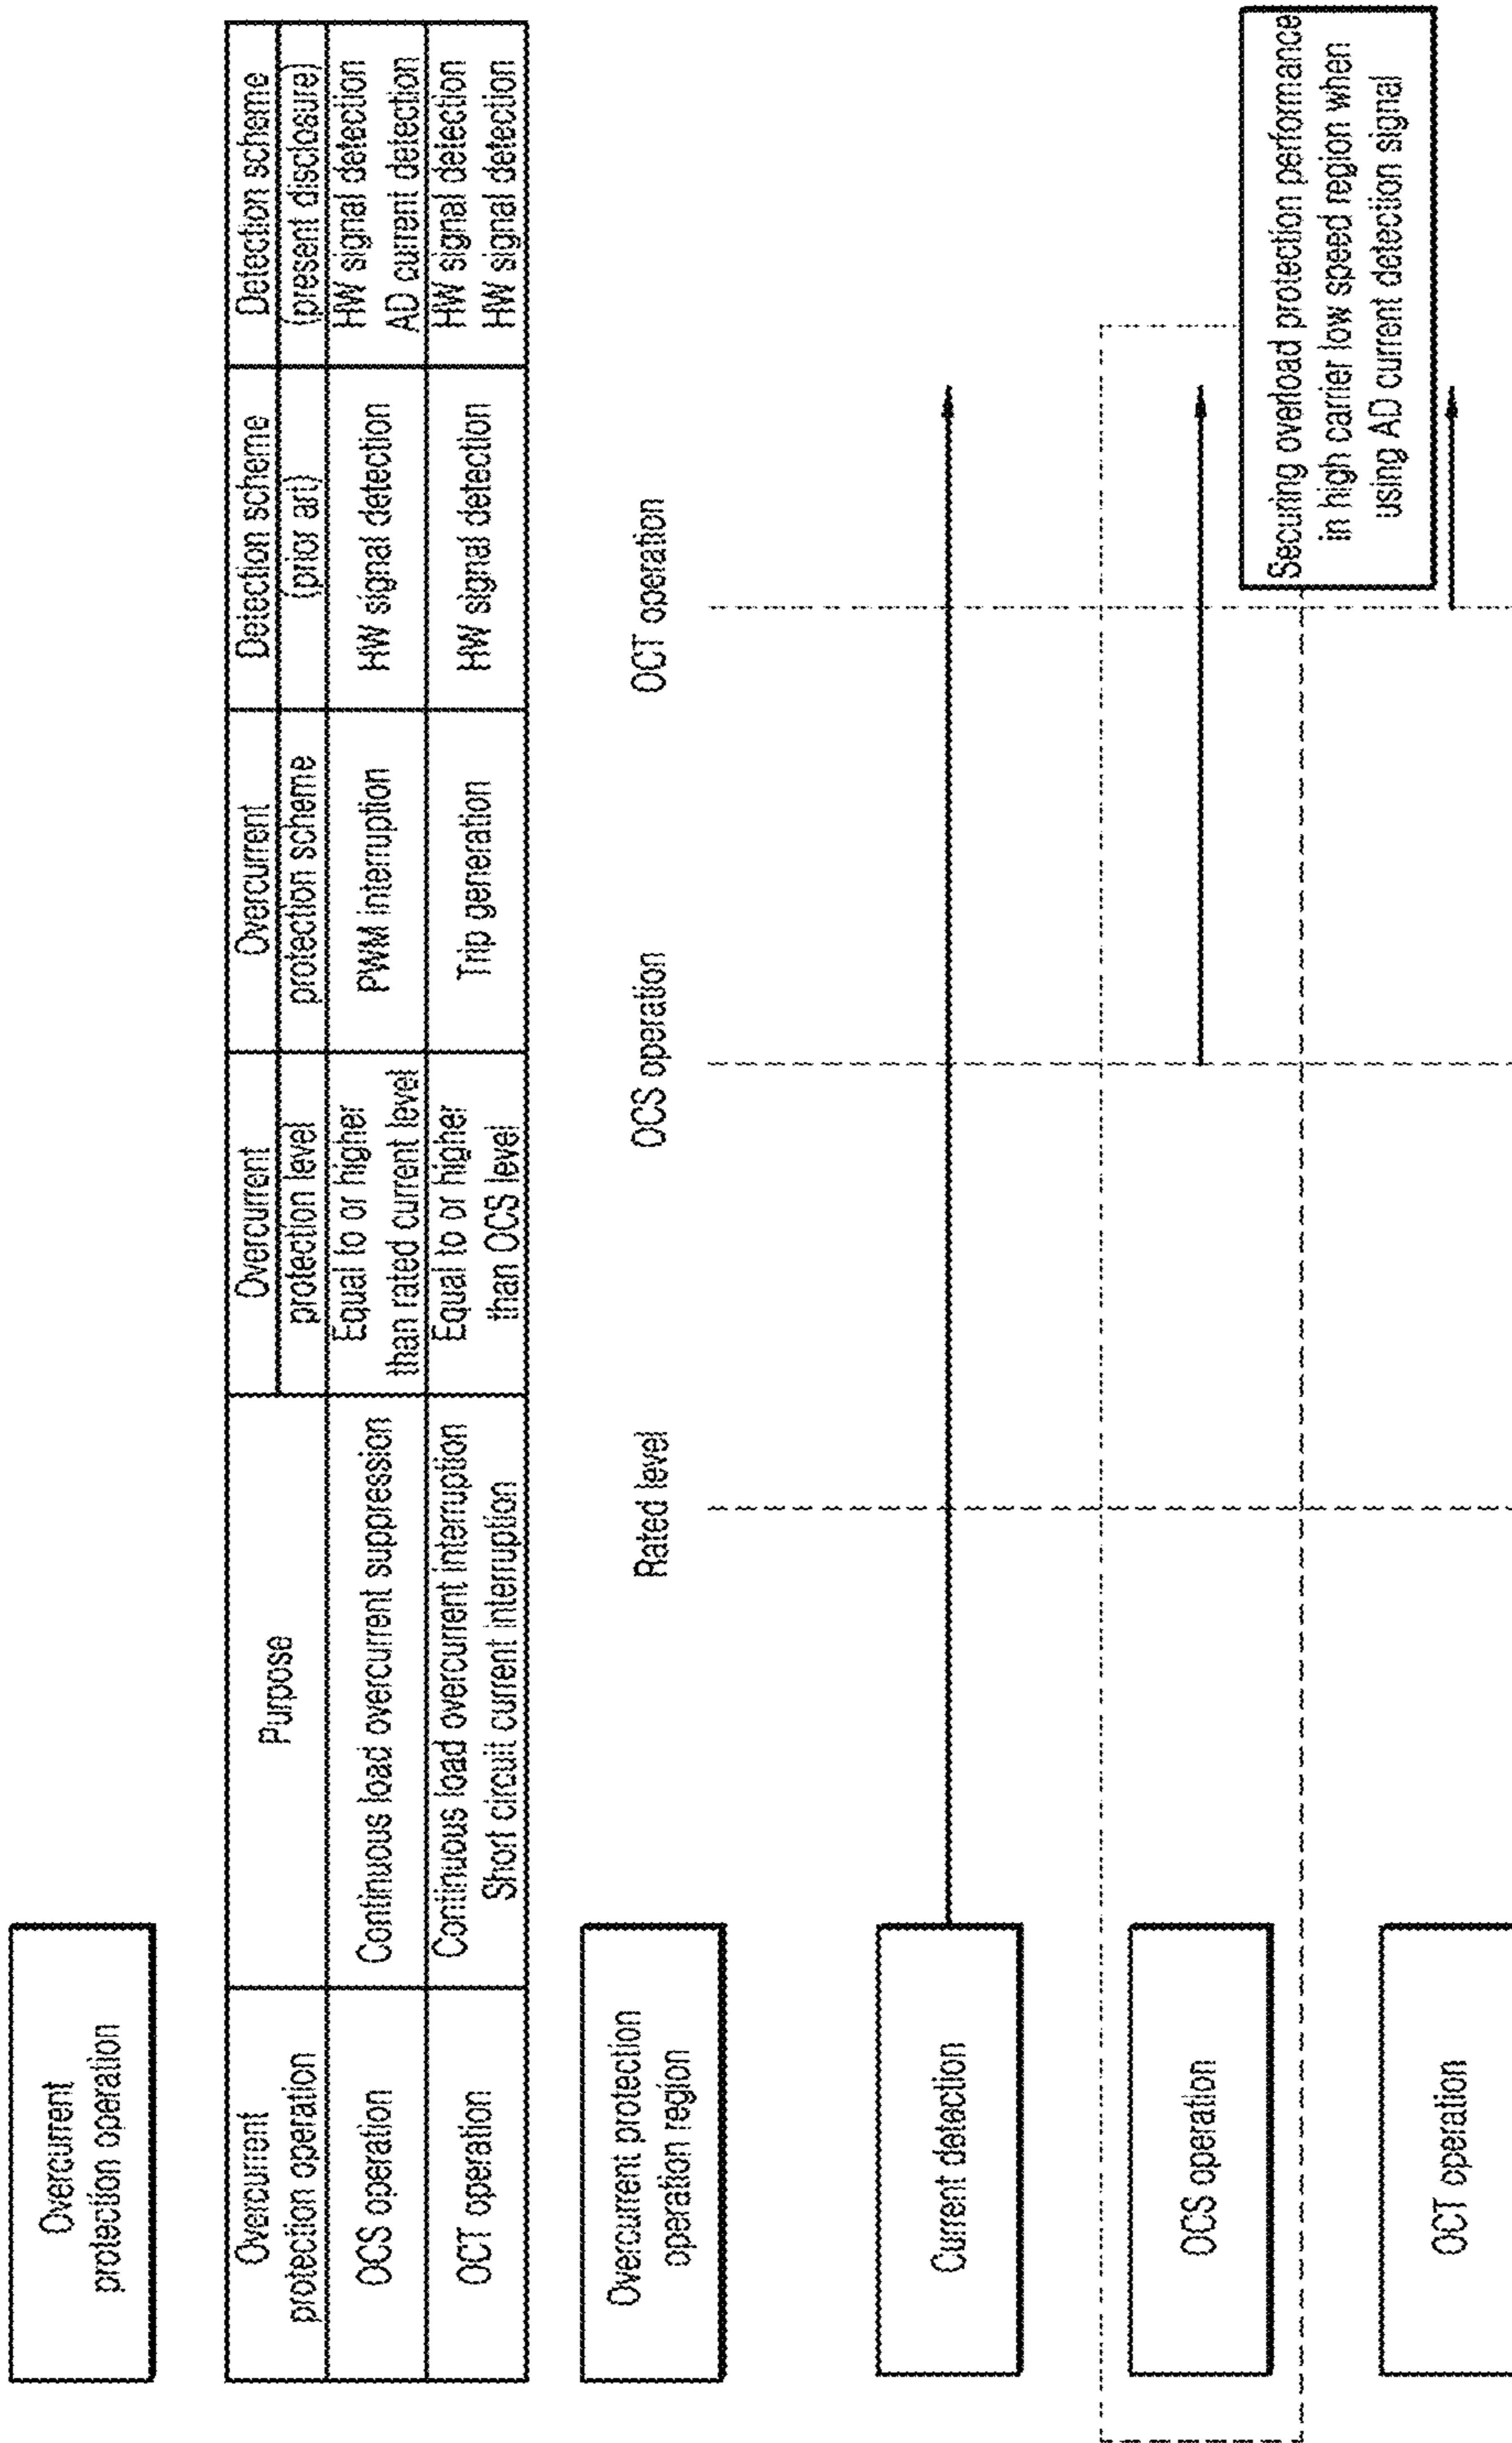 Overcurrent
protection operation
Overcurrent
protection operation
Purpose
Overcurrent
protection level
Overcurrent
protection scheme
Detection scheme
(prior art)
Detection scheme
(present disclosure)
OCS operation
Continuous load overcurrent suppression
Equal to or higher
than rated current level
PWM interruption
HW signal detection
HW signal detection
AD current detection
OCT operation
Continuous load overcurrent interruption
Short circuit current interruption
Equal to or higher
than OCS level
Trip generation
HW signal detection
HW signal detection
HW signal detection
Overcurrent protection
operation region
Rated level
OCS operation
OCT operation
Current detection
OCS operation
Securing overload protection performance
in high carrier low speed region when
using AD current detection signal
OCT operation